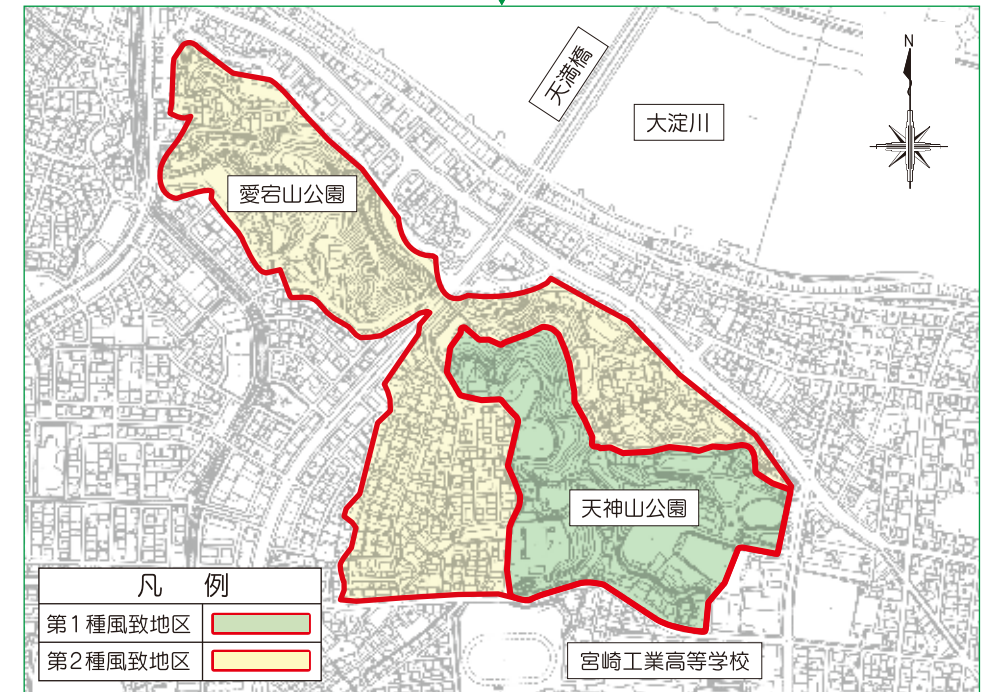 天満橋
N
大淀川
愛宕山公園
天神山公園
凡 例
第1種風致地区
第2種風致地区
宮崎工業高等学校